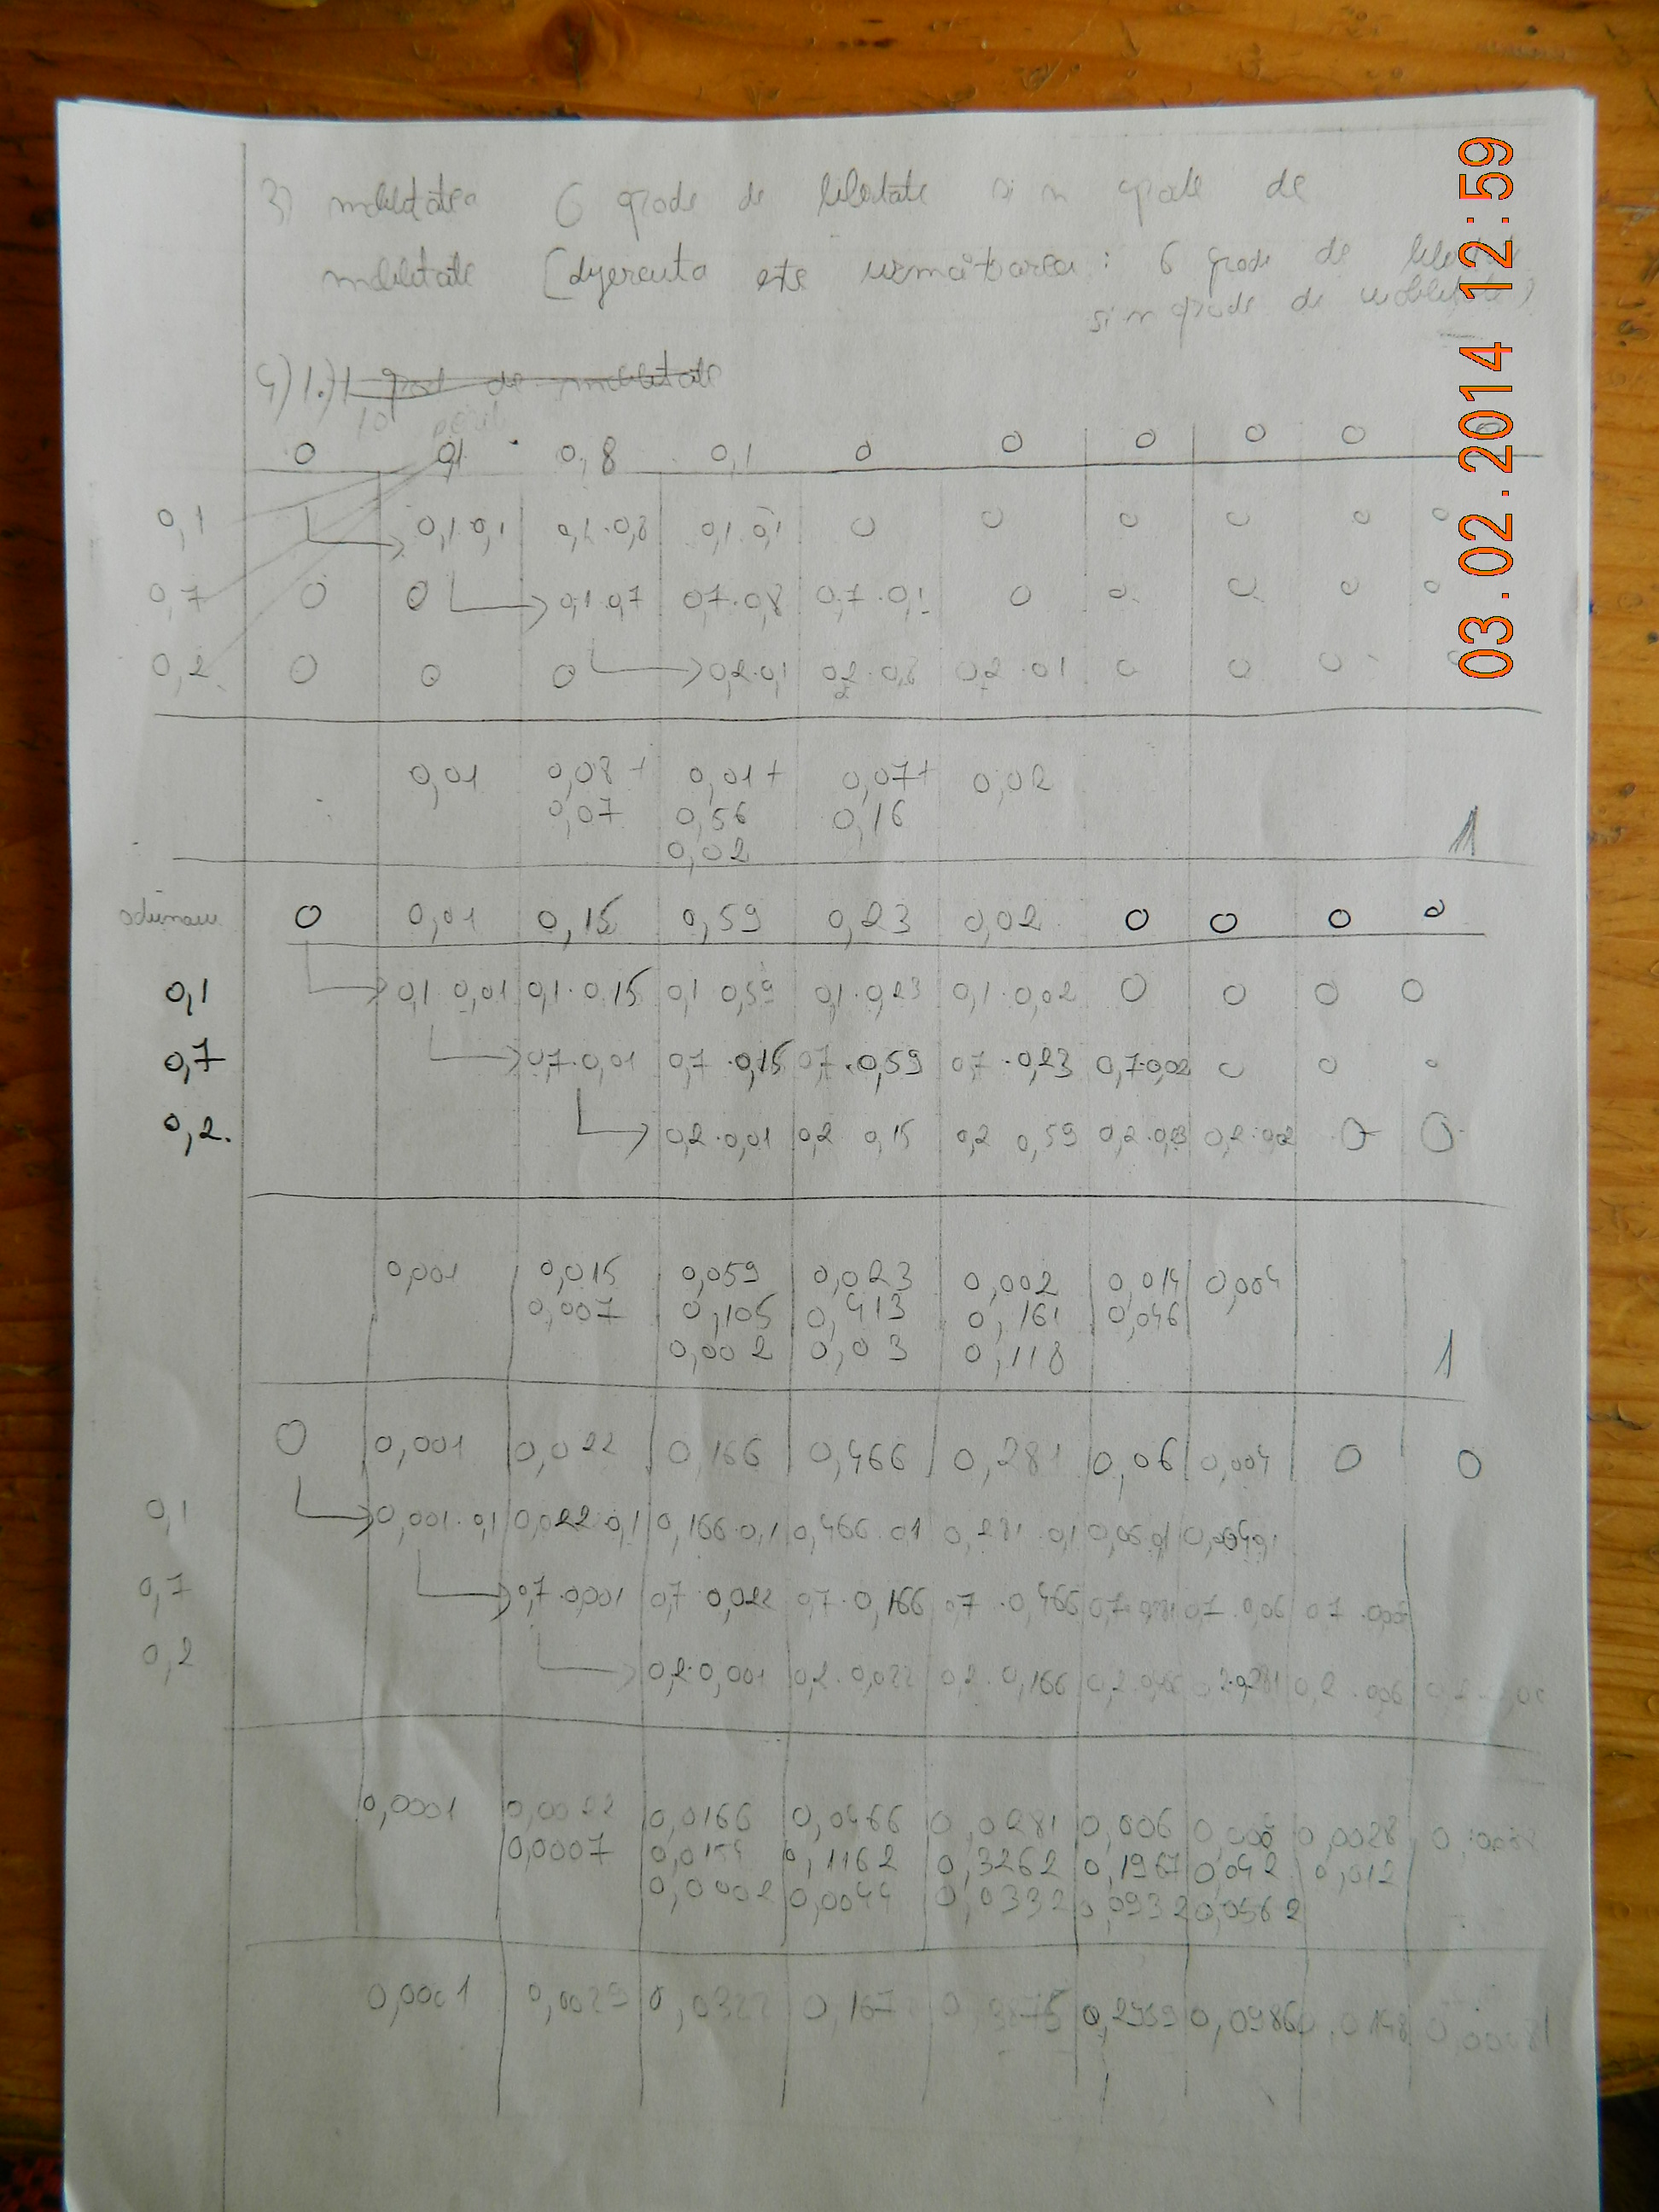 3) 6 grade de libertate si n grade de
mobilitate ( este urmatoarea: 6 grade de
si n grade de mobilitate)
4) 1.) 1 grad de mobilitate
0 0,1 0,8 0,1 0 0 0 0 0 0
0,1 0,1·0,1 0,1·0,8 0,1·0,1 0 0 0 0 0 0
0,7 0 0 0,1·0,7 0,7·0,8 0,7·0,1 0 0 0 0 0
0,2 0 0 0 0,2·0,1 0,2·0,8 0,2·0,1 0 0 0
0,01 0,08+ 0,01+ 0,07+ 0,02
0,07 0,56 0,16
0,02 1
adunam 0 0,01 0,15 0,59 0,23 0,02 0 0 0 0
0,1 0,1 0,01 0,1·0,15 0,1 0,59 0,1·0,23 0,1·0,02 0 0 0 0
0,7 0,7·0,01 0,7·0,15 0,7·0,59 0,7·0,23 0,7·0,02 0 0 0
0,2. 0,2·0,01 0,2 0,15 0,2 0,59 0,2·0,23 0,2·0,02 0 0
0,001 0,015 0,059 0,023 0,002 0,014 0,004
0,007 0,105 0,413 0,161 0,046
0,002 0,03 0,118 1
0 0,001 0,022 0,166 0,466 0,281 0,06 0,004 0 0
0,1 0,001·0,1 0,022·0,1 0,166·0,1 0,466·0,1 0,281·0,1 0,06·0,1 0,004·0,1
0,7 0,7·0,001 0,7·0,022 0,7·0,166 0,7·0,466 0,7·0,281 0,7·0,06 0,7·0,004
0,2 0,2·0,001 0,2·0,022 0,2·0,166 0,2·0,466 0,2·0,281 0,2·0,06
0,0001 0,0022 0,0166 0,0466 0,0281 0,006 0,0028
0,0007 0,0154 0,1162 0,3262 0,1967 0,042 0,012
0,0002 0,0044 0,0332 0,0932 0,0562
0,0001 0,0029 0,0322 0,167 0,3875 0,2959 0,0986 0,0148
03.02.2014 12:59